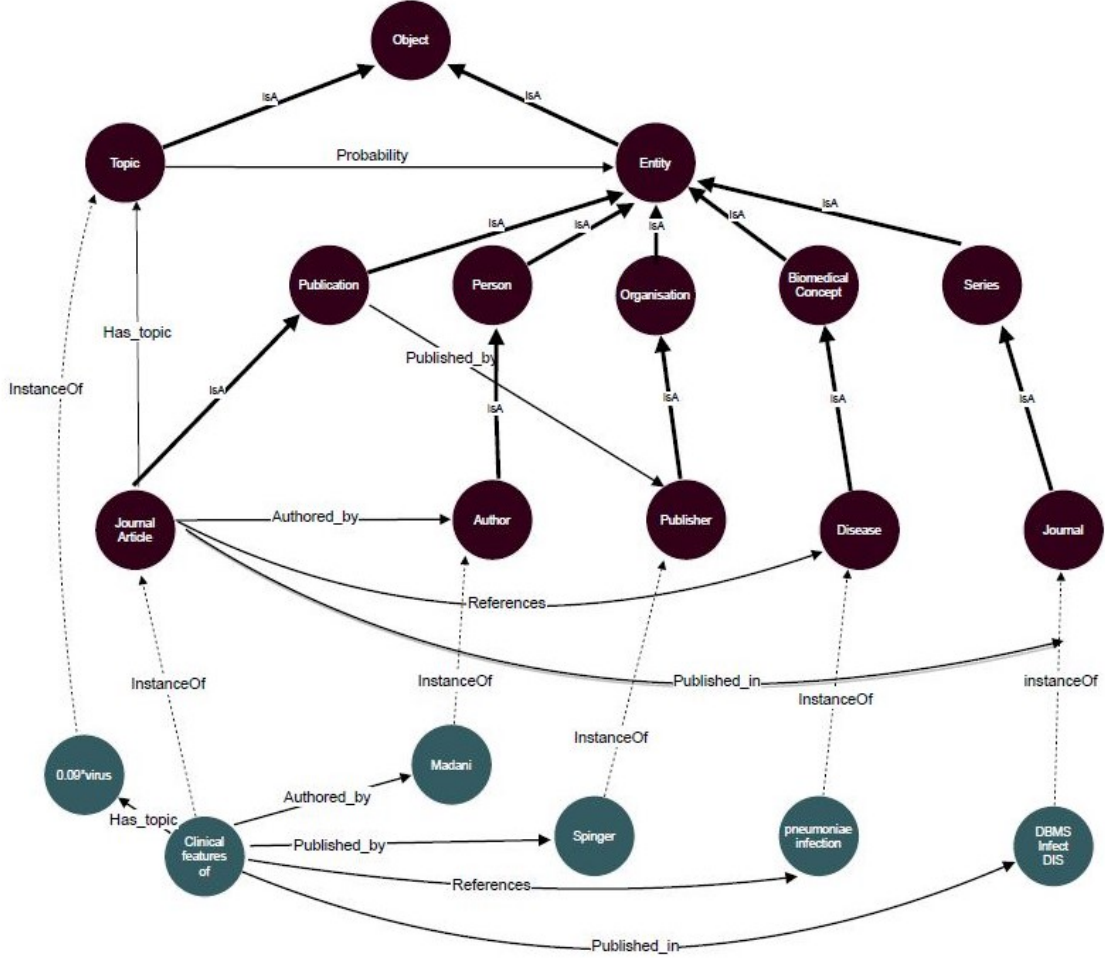 Object
IsA
IsA
Topic
Probability
Entity
IsA
IsA
IsA
IsA
IsA
Publication
Person
Organisation
Biomedical
Concept
Series
Has_topic
Published_by
InstanceOf
IsA
IsA
IsA
IsA
IsA
Journal
Article
Authored_by
Author
Publisher
Disease
Journal
References
InstanceOf
InstanceOf
Published_in
instanceOf
InstanceOf
InstanceOf
0.09*virus
Madani
Authored_by
Has_topic
Clinical
features
of
Published_by
Spinger
pneumoniae
infection
DBMS
Infect
DIS
References
Published_in